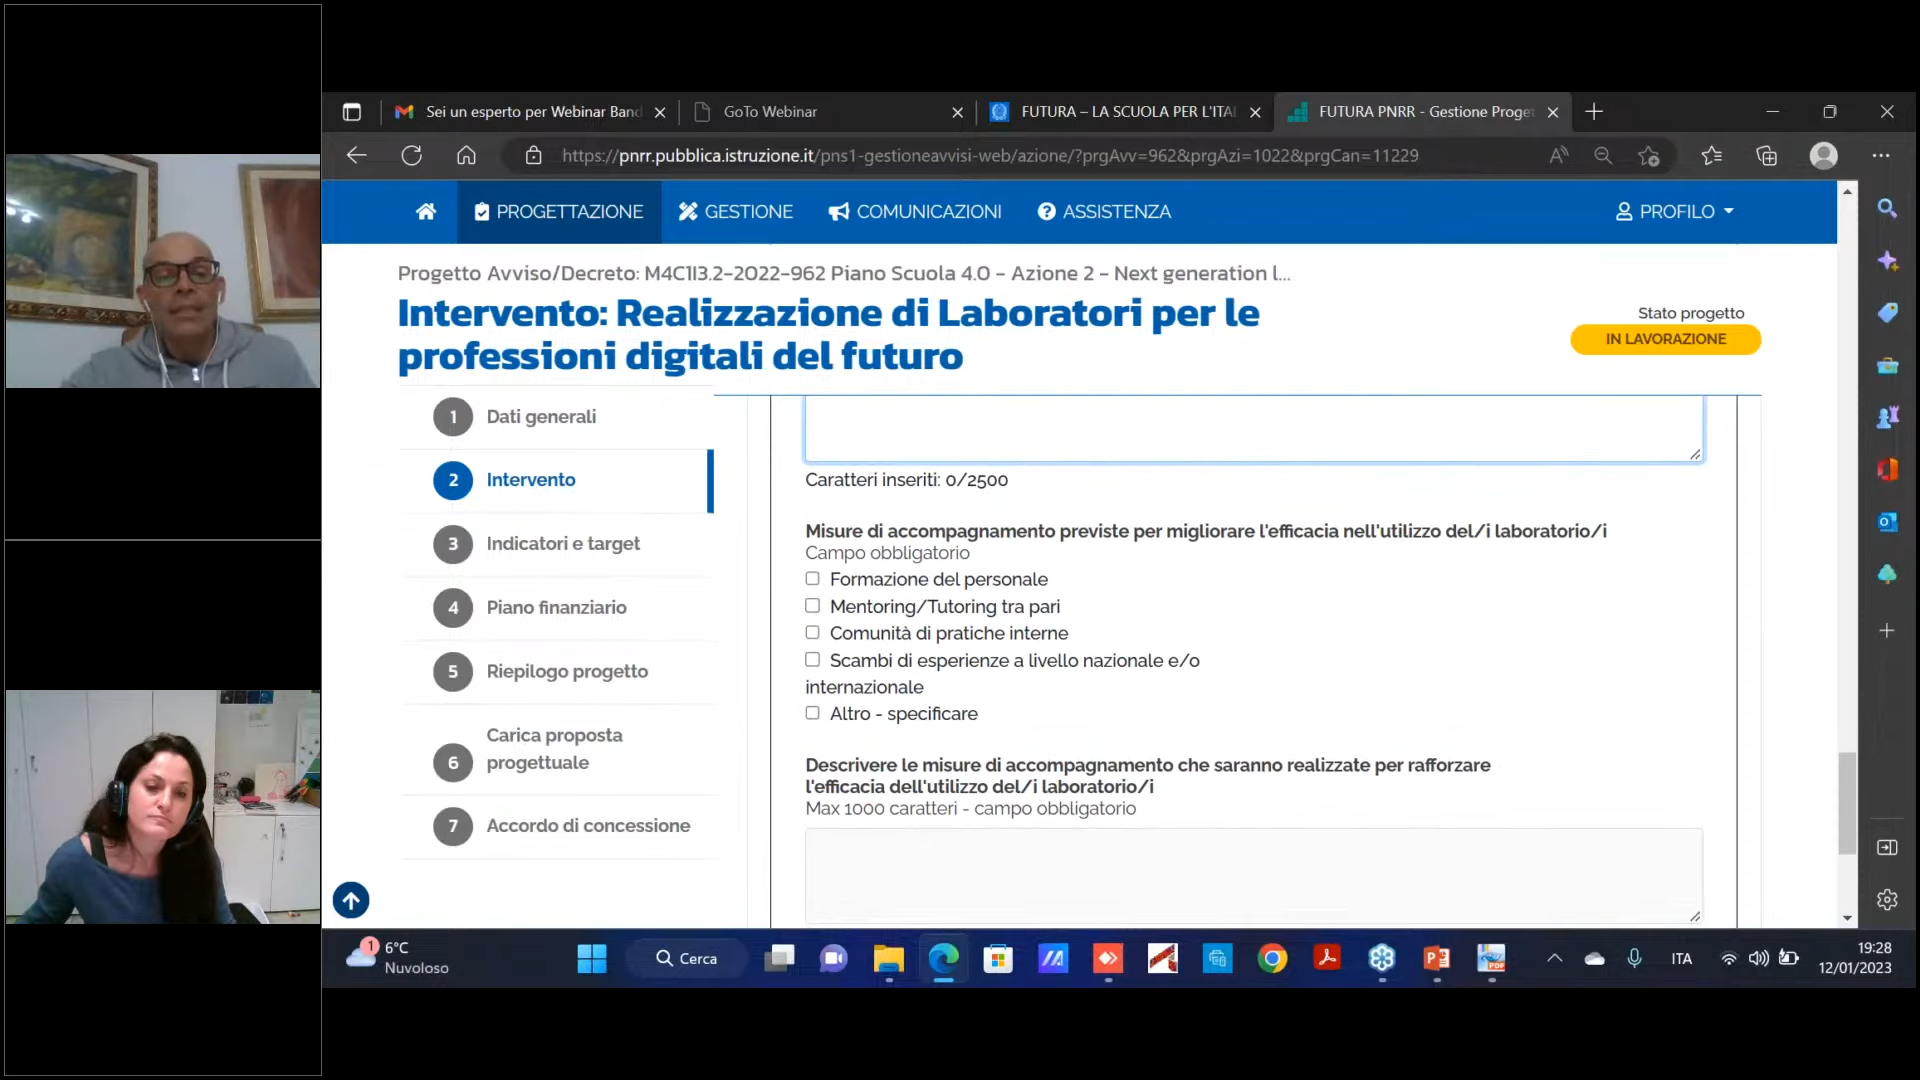 Sei un esperto per Webinar Band
GoTo Webinar
FUTURA – LA SCUOLA PER L'ITAL
FUTURA PNRR - Gestione Proget
https://pnrr.pubblica.istruzione.it/pns1-gestioneavvisi-web/azione/?prgAvv=962&prgAzi=1022&prgCan=11229
PROGETTAZIONE
GESTIONE
COMUNICAZIONI
ASSISTENZA
PROFILO
Progetto Avviso/Decreto: M4C1I3.2-2022-962 Piano Scuola 4.0 - Azione 2 - Next generation l...
Intervento: Realizzazione di Laboratori per le
professioni digitali del futuro
Stato progetto
IN LAVORAZIONE
1 Dati generali
2 Intervento
3 Indicatori e target
4 Piano finanziario
5 Riepilogo progetto
Carica proposta
6 progettuale
7 Accordo di concessione
Caratteri inseriti: 0/2500
Misure di accompagnamento previste per migliorare l'efficacia nell'utilizzo del/i laboratorio/i
Campo obbligatorio
Formazione del personale
Mentoring/Tutoring tra pari
Comunità di pratiche interne
Scambi di esperienze a livello nazionale e/o
internazionale
Altro - specificare
Descrivere le misure di accompagnamento che saranno realizzate per rafforzare
l'efficacia dell'utilizzo del/i laboratorio/i
Max 1000 caratteri - campo obbligatorio
1
6°C
Nuvoloso
Cerca
ITA
19:28
12/01/2023